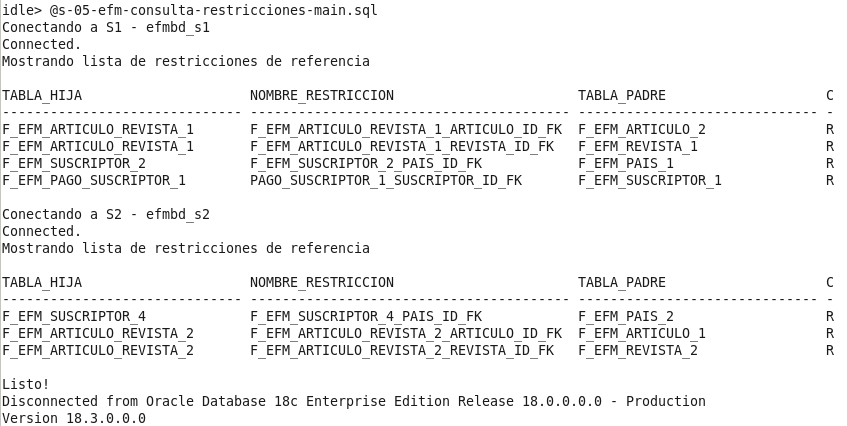 idle> @s-05-efm-consulta-restricciones-main.sql
Conectando a S1 - efmbd_s1
Connected.
Mostrando lista de restricciones de referencia
TABLA_HIJA                     NOMBRE_RESTRICCION                       TABLA_PADRE                    C
------------------------------ ---------------------------------------- ------------------------------ -
F_EFM_ARTICULO_REVISTA_1       F_EFM_ARTICULO_REVISTA_1_ARTICULO_ID_FK  F_EFM_ARTICULO_2               R
F_EFM_ARTICULO_REVISTA_1       F_EFM_ARTICULO_REVISTA_1_REVISTA_ID_FK   F_EFM_REVISTA_1                R
F_EFM_SUSCRIPTOR_2             F_EFM_SUSCRIPTOR_2_PAIS_ID_FK            F_EFM_PAIS_1                   R
F_EFM_PAGO_SUSCRIPTOR_1        PAGO_SUSCRIPTOR_1_SUSCRIPTOR_ID_FK       F_EFM_SUSCRIPTOR_1             R
Conectando a S2 - efmbd_s2
Connected.
Mostrando lista de restricciones de referencia
TABLA_HIJA                     NOMBRE_RESTRICCION                       TABLA_PADRE                    C
------------------------------ ---------------------------------------- ------------------------------ -
F_EFM_SUSCRIPTOR_4             F_EFM_SUSCRIPTOR_4_PAIS_ID_FK            F_EFM_PAIS_2                   R
F_EFM_ARTICULO_REVISTA_2       F_EFM_ARTICULO_REVISTA_2_ARTICULO_ID_FK  F_EFM_ARTICULO_1               R
F_EFM_ARTICULO_REVISTA_2       F_EFM_ARTICULO_REVISTA_2_REVISTA_ID_FK   F_EFM_REVISTA_2                R
Listo!
Disconnected from Oracle Database 18c Enterprise Edition Release 18.0.0.0.0 - Production
Version 18.3.0.0.0